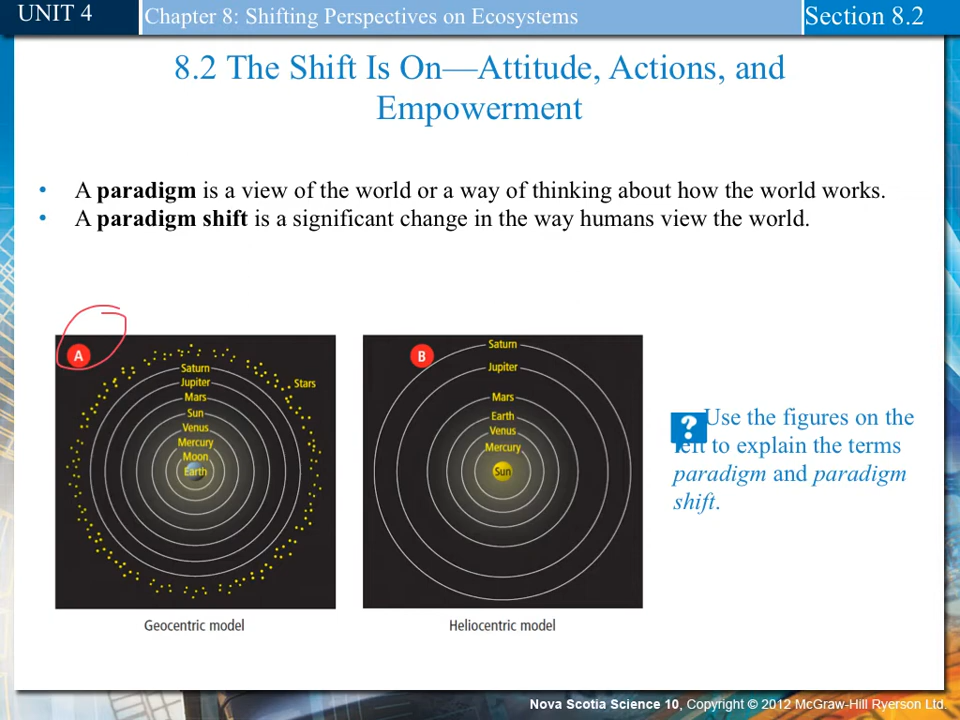 UNIT 4
Chapter 8: Shifting Perspectives on Ecosystems
Section 8.2
8.2 The Shift Is On—Attitude, Actions, and
Empowerment
• A paradigm is a view of the world or a way of thinking about how the world works.
• A paradigm shift is a significant change in the way humans view the world.
A
Saturn
Jupiter
Stars
Mars
Sun
Venus
Mercury
Moon
Earth
Geocentric model
B
Saturn
Jupiter
Mars
Earth
Venus
Mercury
Sun
Heliocentric model
?
Use the figures on the
left to explain the terms
paradigm and paradigm
shift.
Nova Scotia Science 10, Copyright © 2012 McGraw-Hill Ryerson Ltd.